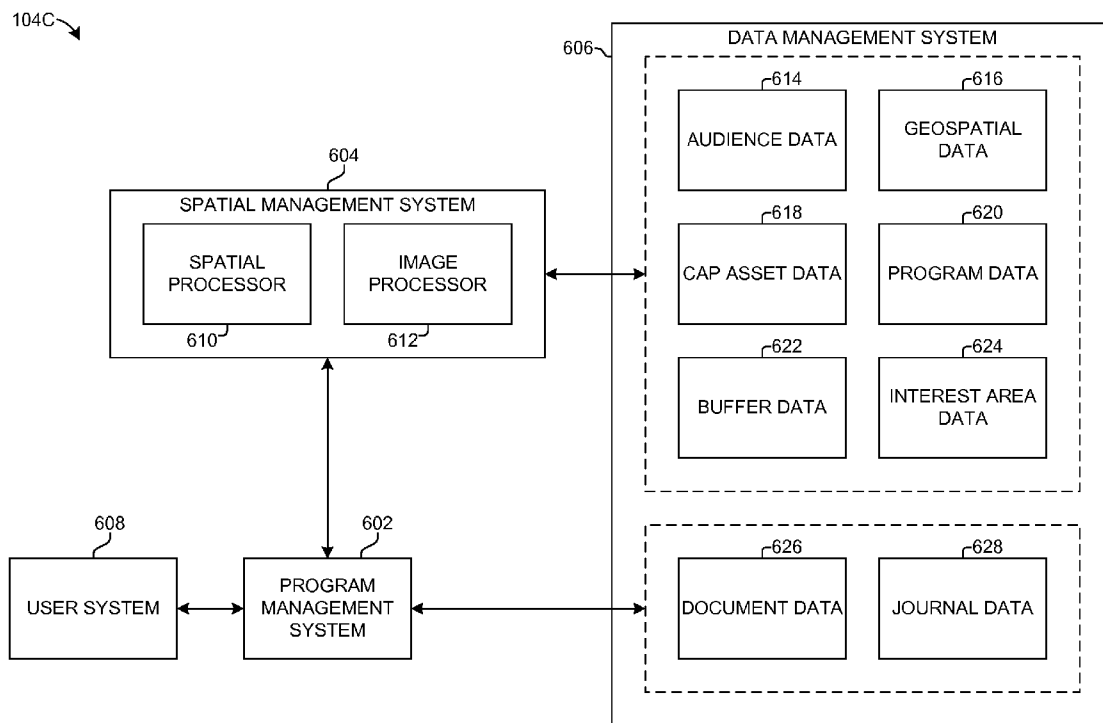 104C
606
DATA MANAGEMENT SYSTEM
614
616
AUDIENCE DATA
GEOSPATIAL
DATA
604
SPATIAL MANAGEMENT SYSTEM
618
620
SPATIAL
PROCESSOR
IMAGE
PROCESSOR
CAP ASSET DATA
PROGRAM DATA
610
612
622
624
BUFFER DATA
INTEREST AREA
DATA
608
602
626
628
USER SYSTEM
PROGRAM
MANAGEMENT
SYSTEM
DOCUMENT DATA
JOURNAL DATA